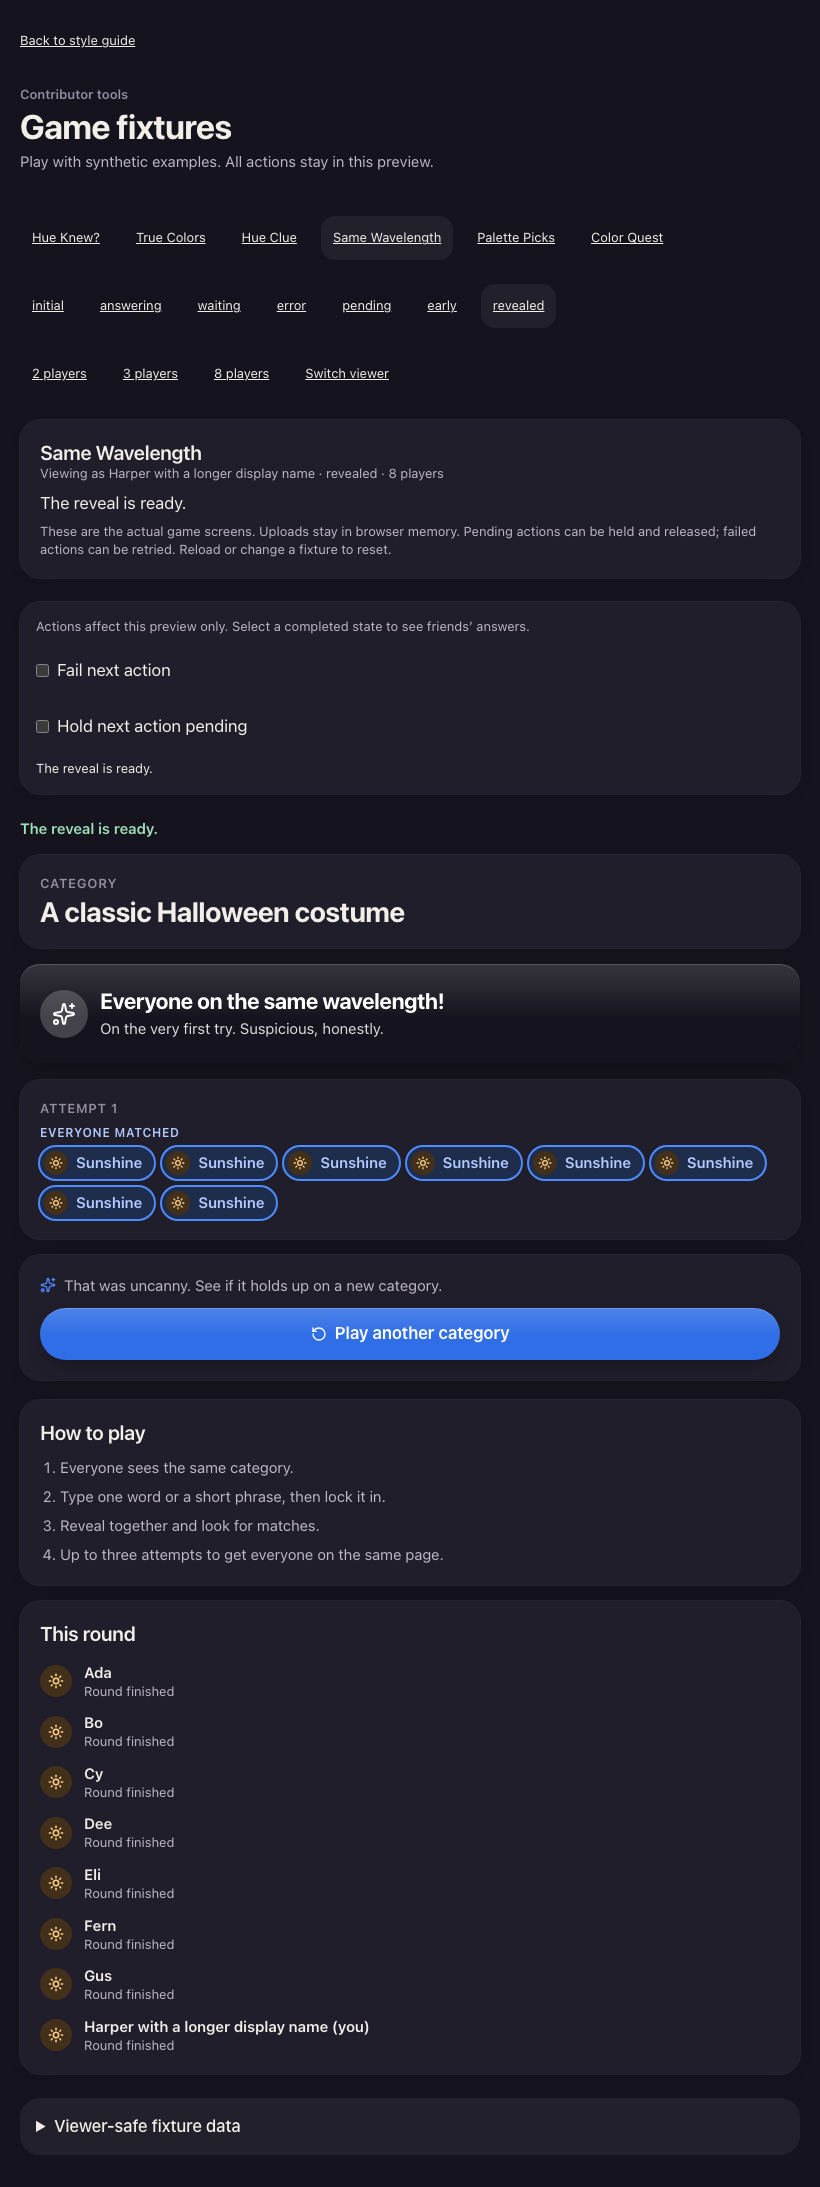 Back to style guide
Contributor tools
Game fixtures
Play with synthetic examples. All actions stay in this preview.
Hue Knew? True Colors Hue Clue Same Wavelength Palette Picks Color Quest
initial answering waiting error pending early revealed
2 players 3 players 8 players Switch viewer
Same Wavelength
Viewing as Harper with a longer display name · revealed · 8 players
The reveal is ready.
These are the actual game screens. Uploads stay in browser memory. Pending actions can be held and released; failed
actions can be retried. Reload or change a fixture to reset.
Actions affect this preview only. Select a completed state to see friends’ answers.
Fail next action
Hold next action pending
The reveal is ready.
The reveal is ready.
CATEGORY
A classic Halloween costume
Everyone on the same wavelength!
On the very first try. Suspicious, honestly.
ATTEMPT 1
EVERYONE MATCHED
Sunshine Sunshine Sunshine Sunshine Sunshine Sunshine
Sunshine Sunshine
That was uncanny. See if it holds up on a new category.
Play another category
How to play
1. Everyone sees the same category.
2. Type one word or a short phrase, then lock it in.
3. Reveal together and look for matches.
4. Up to three attempts to get everyone on the same page.
This round
Ada
Round finished
Bo
Round finished
Cy
Round finished
Dee
Round finished
Eli
Round finished
Fern
Round finished
Gus
Round finished
Harper with a longer display name (you)
Round finished
Viewer-safe fixture data